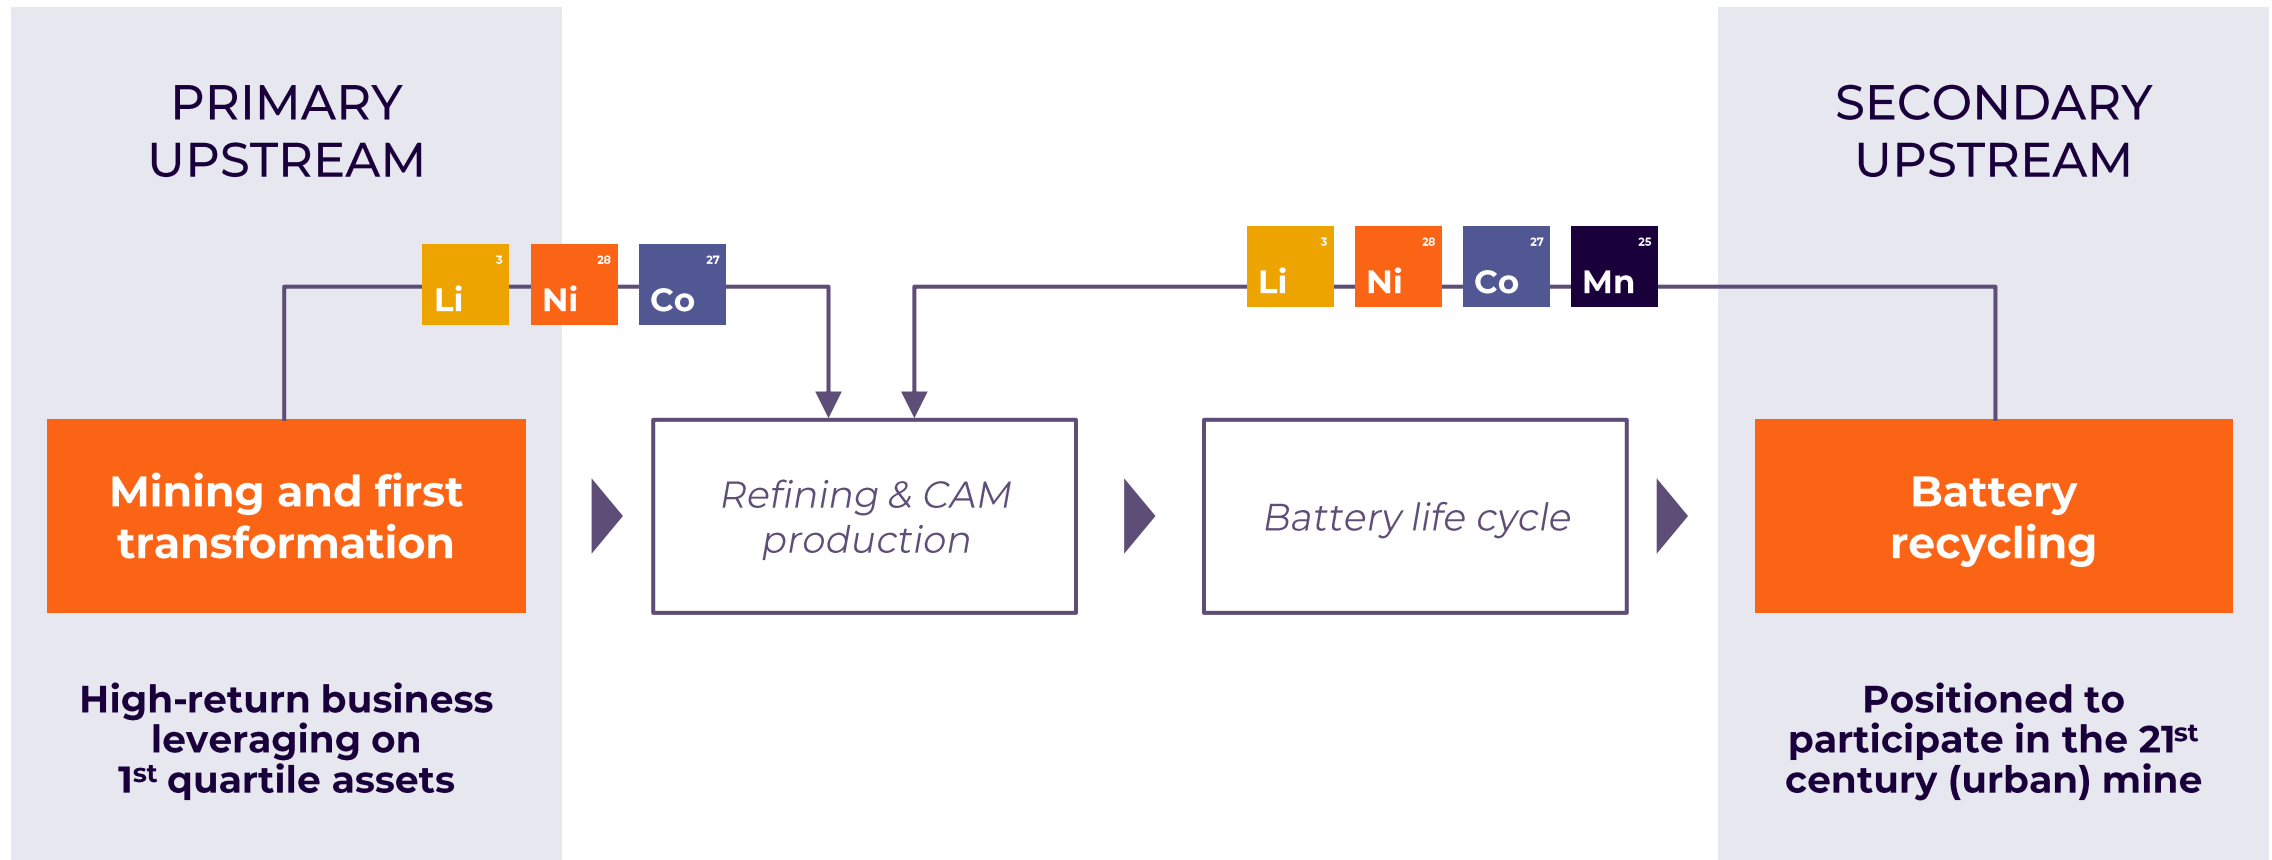 PRIMARY
UPSTREAM
SECONDARY
UPSTREAM
3
Li
28
Ni
27
Co
3
Li
28
Ni
27
Co
25
Mn
Mining and first
transformation
Refining & CAM
production
Battery life cycle
Battery
recycling
High-return business
leveraging on
1st quartile assets
Positioned to
participate in the 21st
century (urban) mine